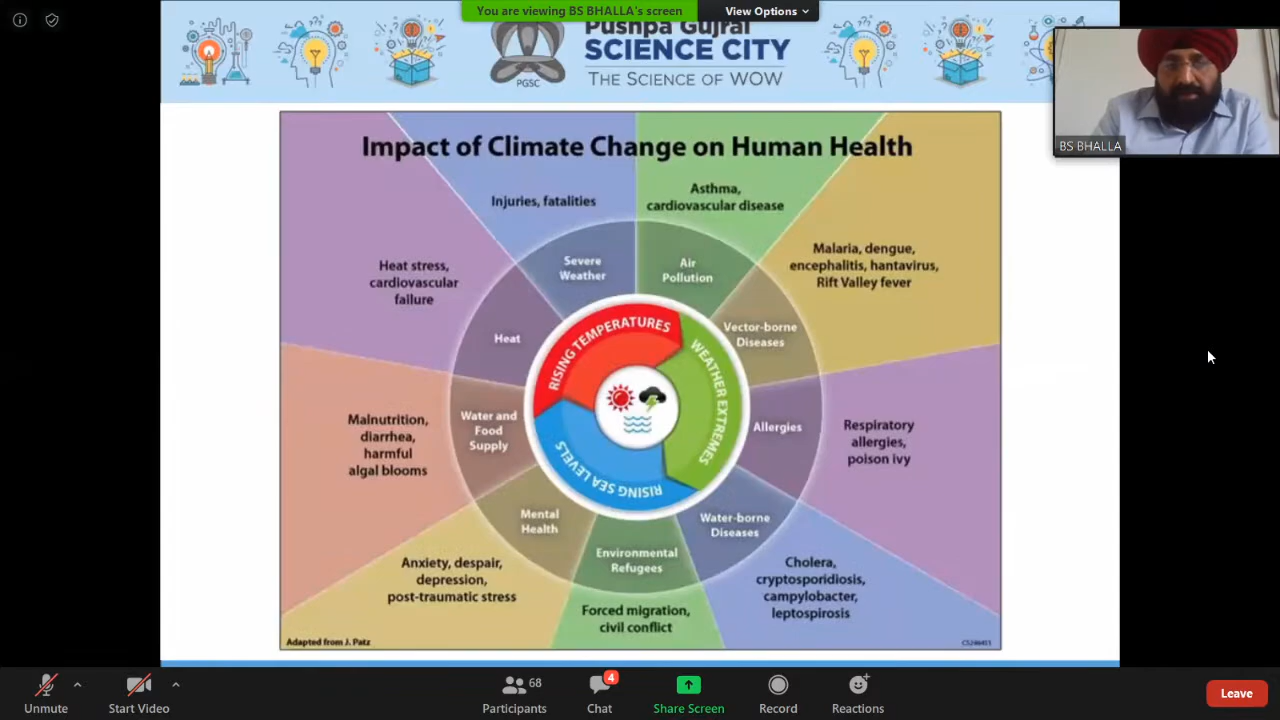 You are viewing BS BHALLA's screen
View Options
Pushpa Gujral
SCIENCE CITY
THE SCIENCE OF WOW
PGSC
BS BHALLA
Impact of Climate Change on Human Health
Injuries, fatalities
Asthma,
cardiovascular disease
Malaria, dengue,
encephalitis, hantavirus,
Rift Valley fever
Heat stress,
cardiovascular
failure
Severe
Weather
Air
Pollution
Heat
Vector-borne
Diseases
RISING TEMPERATURES
WEATHER EXTREMES
RISING SEA LEVELS
Malnutrition,
diarrhea,
harmful
algal blooms
Water and
Food
Supply
Allergies
Respiratory
allergies,
poison ivy
Mental
Health
Environmental
Refugees
Water-borne
Diseases
Anxiety, despair,
depression,
post-traumatic stress
Forced migration,
civil conflict
Cholera,
cryptosporidiosis,
campylobacter,
leptospirosis
Adapted from J. Patz
Unmute
Start Video
68
Participants
4
Chat
Share Screen
Record
Reactions
Leave